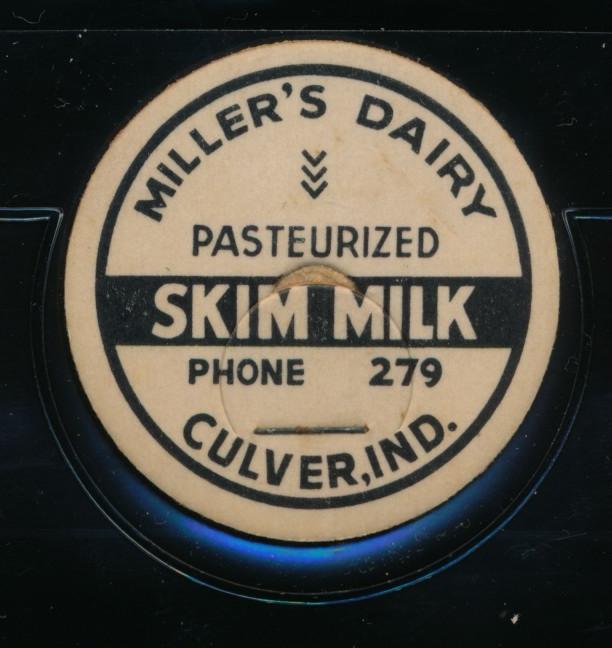 MILLER'S DAIRY
PASTEURIZED
SKIM MILK
PHONE 279
CULVER, IND.